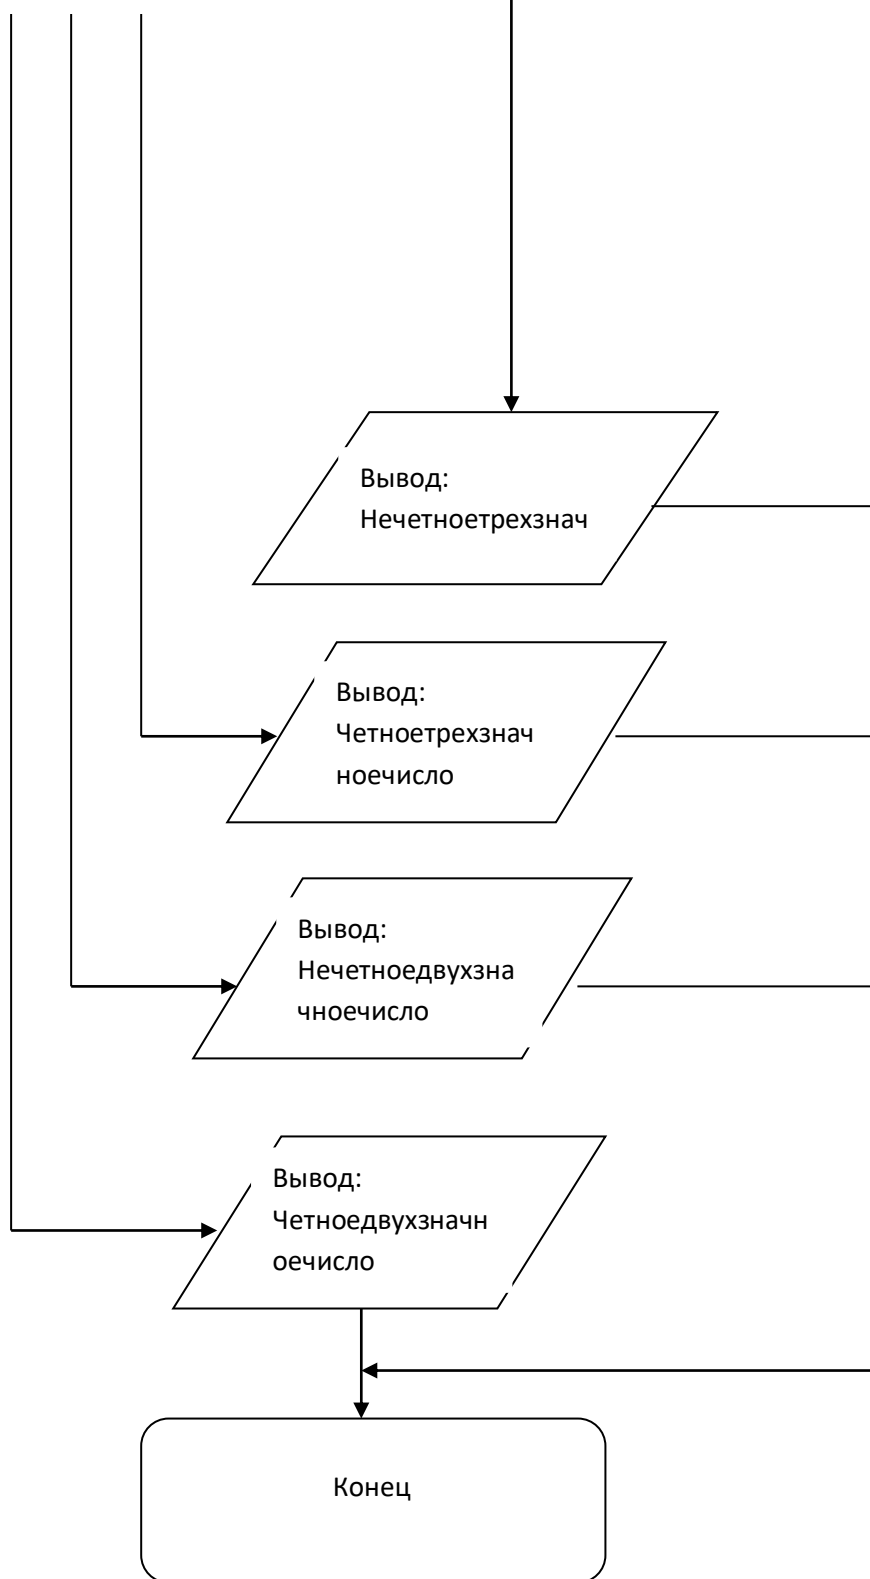 Вывод:
Нечетноетрехзнач
Вывод:
Четноетрехзнач
ноечисло
Вывод:
Нечетноедвухзна
чноечисло
Вывод:
Четноедвухзначн
оечисло
Конец